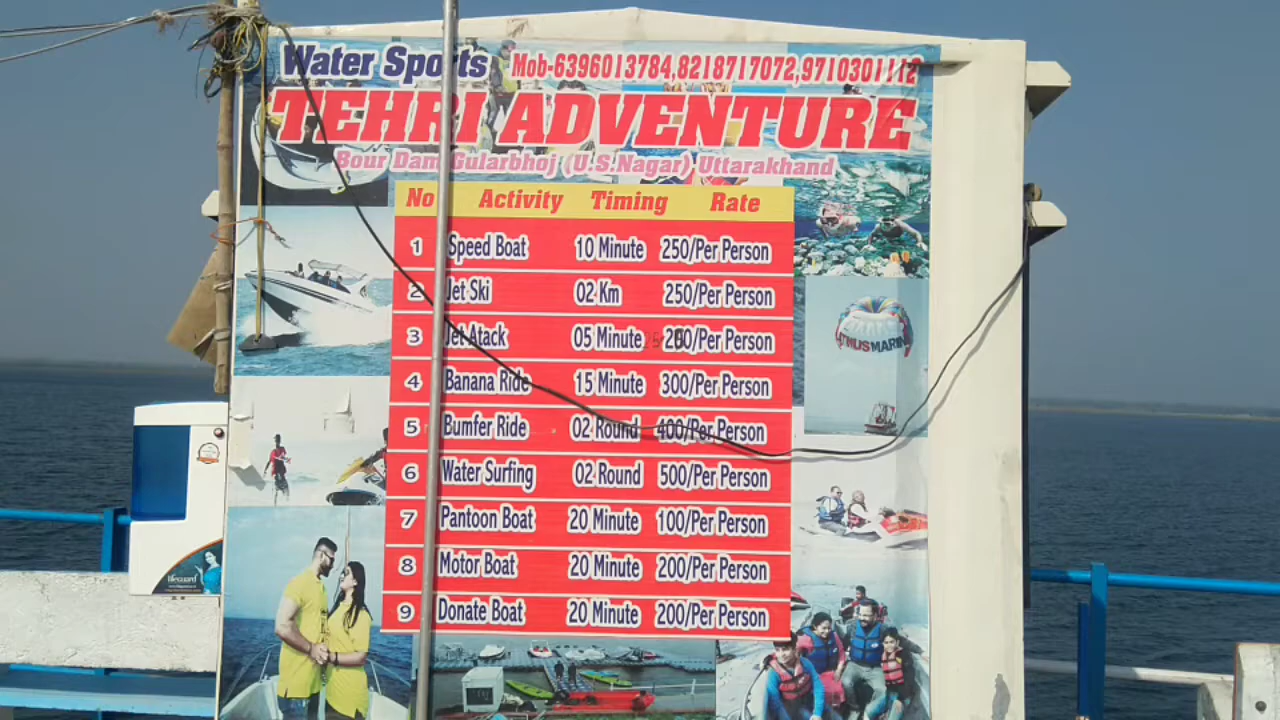 Water Sports Mob-6396013784,8218717072,9710301112
TEHRI ADVENTURE
Bour Dam Gularbhoj (U.S.Nagar) Uttarakhand
No Activity Timing Rate
1 Speed Boat 10 Minute 250/Per Person
2 Jet Ski 02 Km 250/Per Person
3 Jet Atack 05 Minute 200/Per Person
4 Banana Ride 15 Minute 300/Per Person
5 Bumfer Ride 02 Round 400/Per Person
6 Water Surfing 02 Round 500/Per Person
7 Pantoon Boat 20 Minute 100/Per Person
8 Motor Boat 20 Minute 200/Per Person
9 Donate Boat 20 Minute 200/Per Person
lifeguard